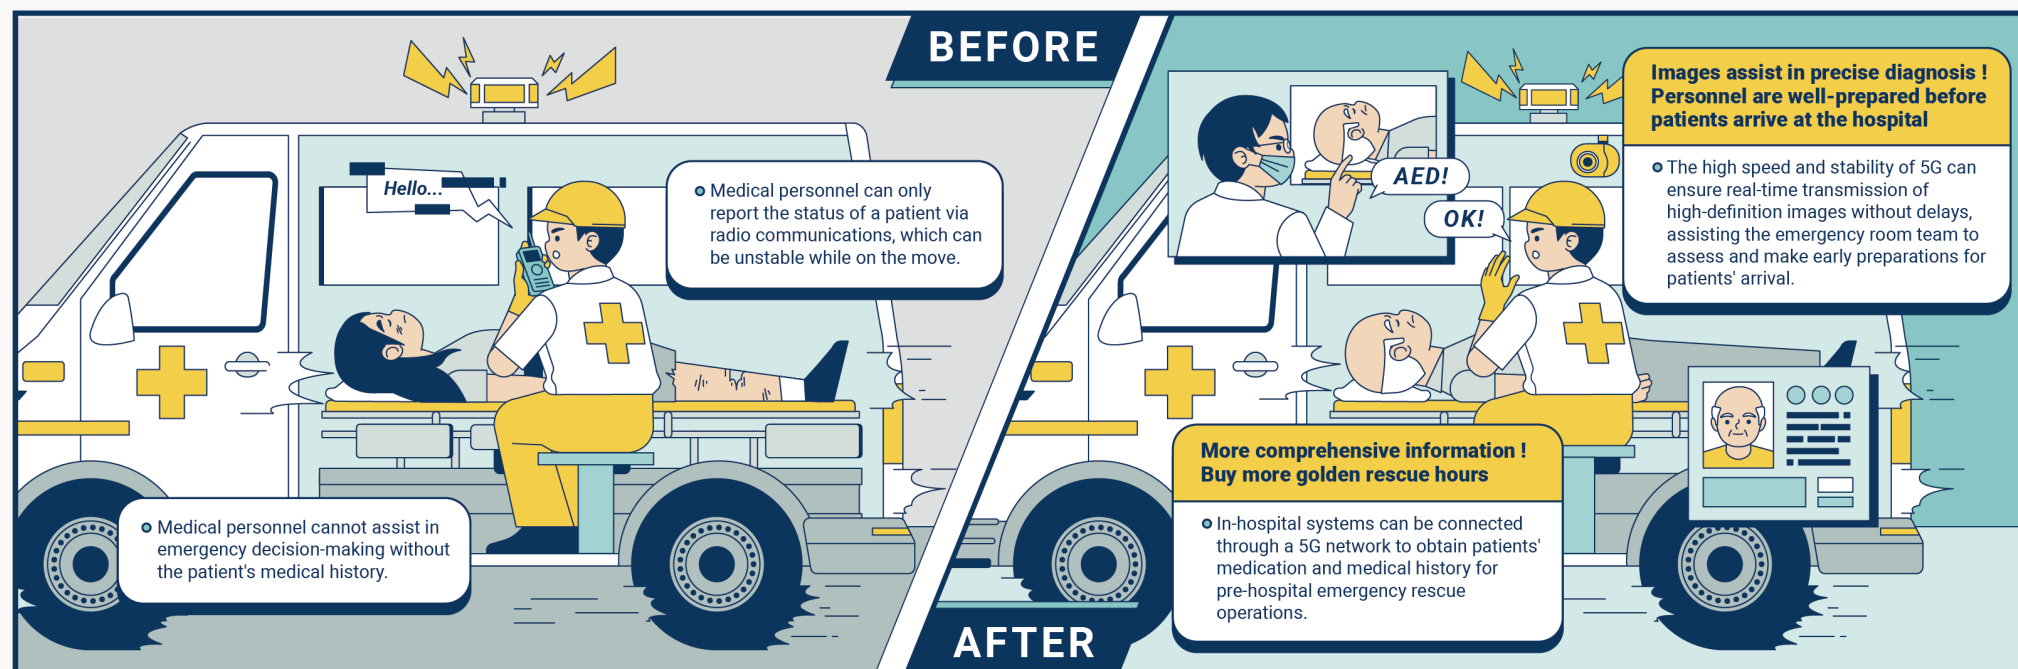 BEFORE
Hello...
Medical personnel can only
report the status of a patient via
radio communications, which can
be unstable while on the move.
Medical personnel cannot assist in
emergency decision-making without
the patient's medical history.
AFTER
AED!
OK!
Images assist in precise diagnosis !
Personnel are well-prepared before
patients arrive at the hospital
The high speed and stability of 5G can
ensure real-time transmission of
high-definition images without delays,
assisting the emergency room team to
assess and make early preparations for
patients' arrival.
More comprehensive information !
Buy more golden rescue hours
In-hospital systems can be connected
through a 5G network to obtain patients'
medication and medical history for
pre-hospital emergency rescue
operations.